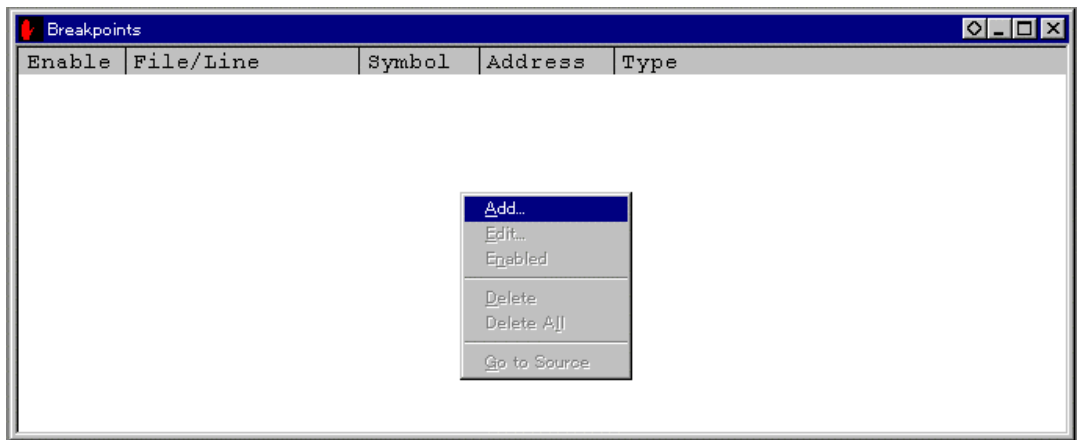 Breakpoints
Enable File/Line Symbol Address Type
Add...
Edit...
Enabled
Delete
Delete All
Go to Source